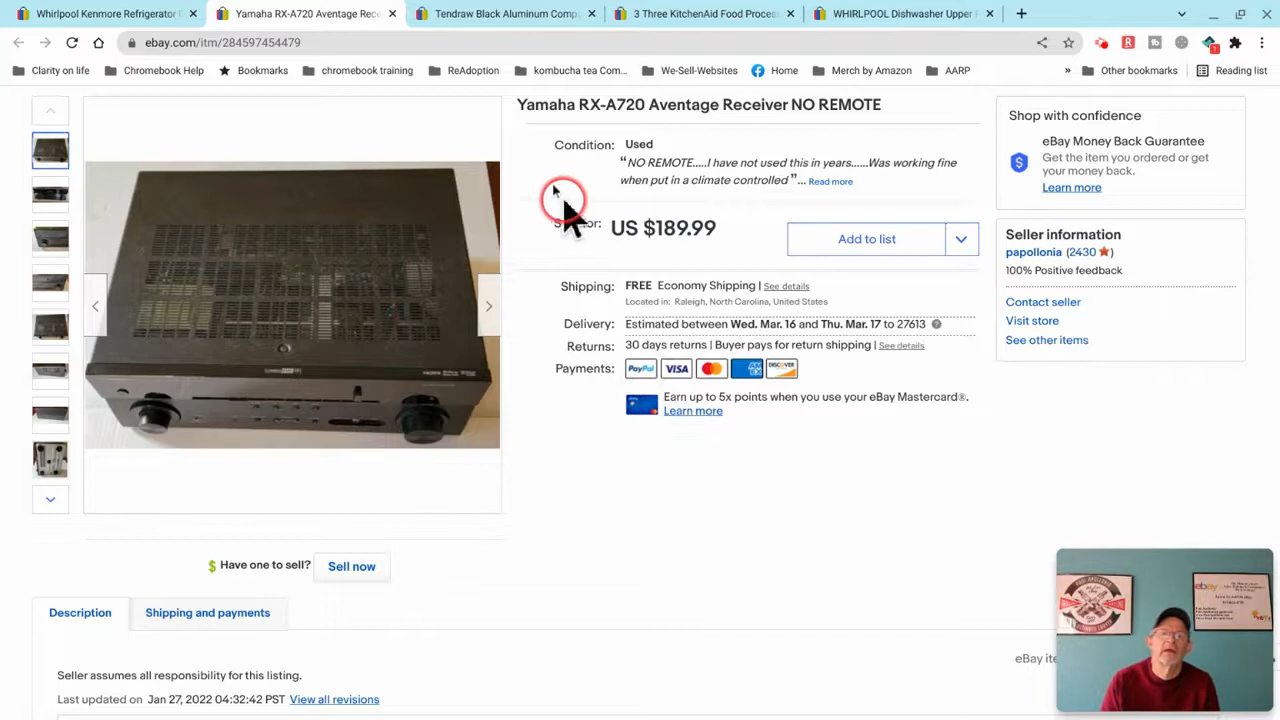 Whirlpool Kenmore Refrigerator
Yamaha RX-A720 Aventage Rece
Tendraw Black Aluminum Comp
3 Three KitchenAid Food Process
WHIRLPOOL Dishwasher Upper
ebay.com/itm/284597454479
Clarity on life
Chromebook Help
Bookmarks
chromebook training
ReAdoption
kombucha tea Com...
We-Sell-Websites
Home
Merch by Amazon
AARP
»
Other bookmarks
Reading list
Yamaha RX-A720 Aventage Receiver NO REMOTE
Condition: Used
"NO REMOTE.....I have not used this in years......Was working fine
when put in a climate controlled "... Read more
US $189.99
Add to list
Shipping: FREE Economy Shipping | See details
Located in: Raleigh, North Carolina, United States
Delivery: Estimated between Wed. Mar. 16 and Thu. Mar. 17 to 27613
Returns: 30 days returns | Buyer pays for return shipping | See details
Payments: PayPal VISA MasterCard AM EX DISCOVER
Earn up to 5x points when you use your eBay Mastercard®.
Learn more
Shop with confidence
eBay Money Back Guarantee
Get the item you ordered or get
your money back.
Learn more
Seller information
papollonia (2430 )
100% Positive feedback
Contact seller
Visit store
See other items
Have one to sell? Sell now
Description
Shipping and payments
Seller assumes all responsibility for this listing.
Last updated on Jan 27, 2022 04:32:42 PST View all revisions
eBay ite
ebay